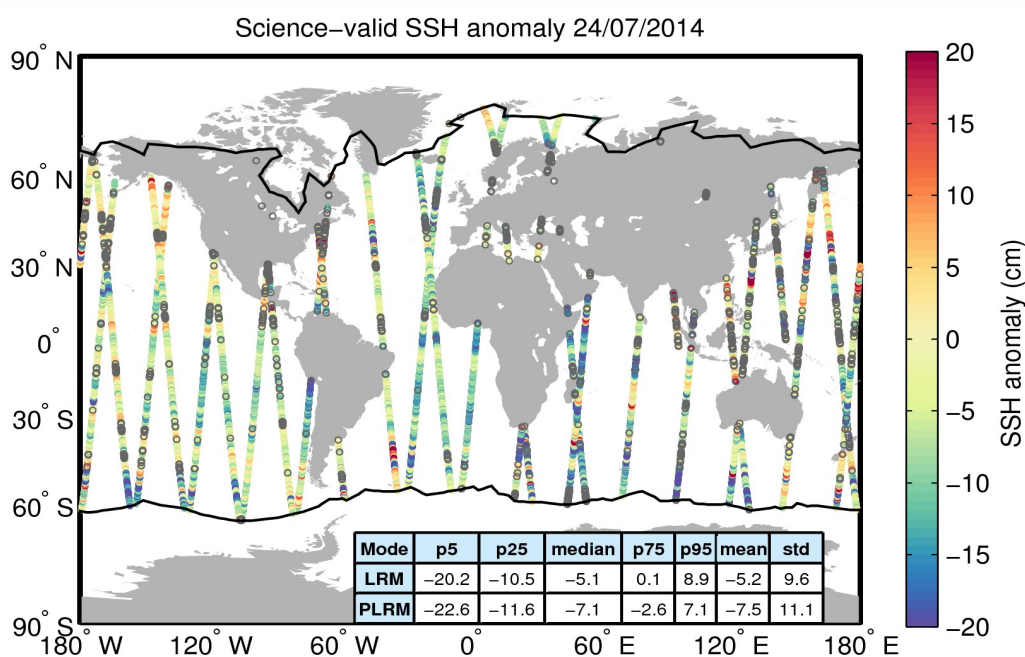 Science−valid SSH anomaly 24/07/2014
90° N
60° N
30° N
0°
30° S
60° S
90° S
180° W
120° W
60° W
0°
60° E
120° E
180° E
20
15
10
5
0
−5
−10
−15
−20
SSH anomaly (cm)
Mode p5 p25 median p75 p95 mean std
LRM −20.2 −10.5 −5.1 0.1 8.9 −5.2 9.6
PLRM −22.6 −11.6 −7.1 −2.6 7.1 −7.5 11.1